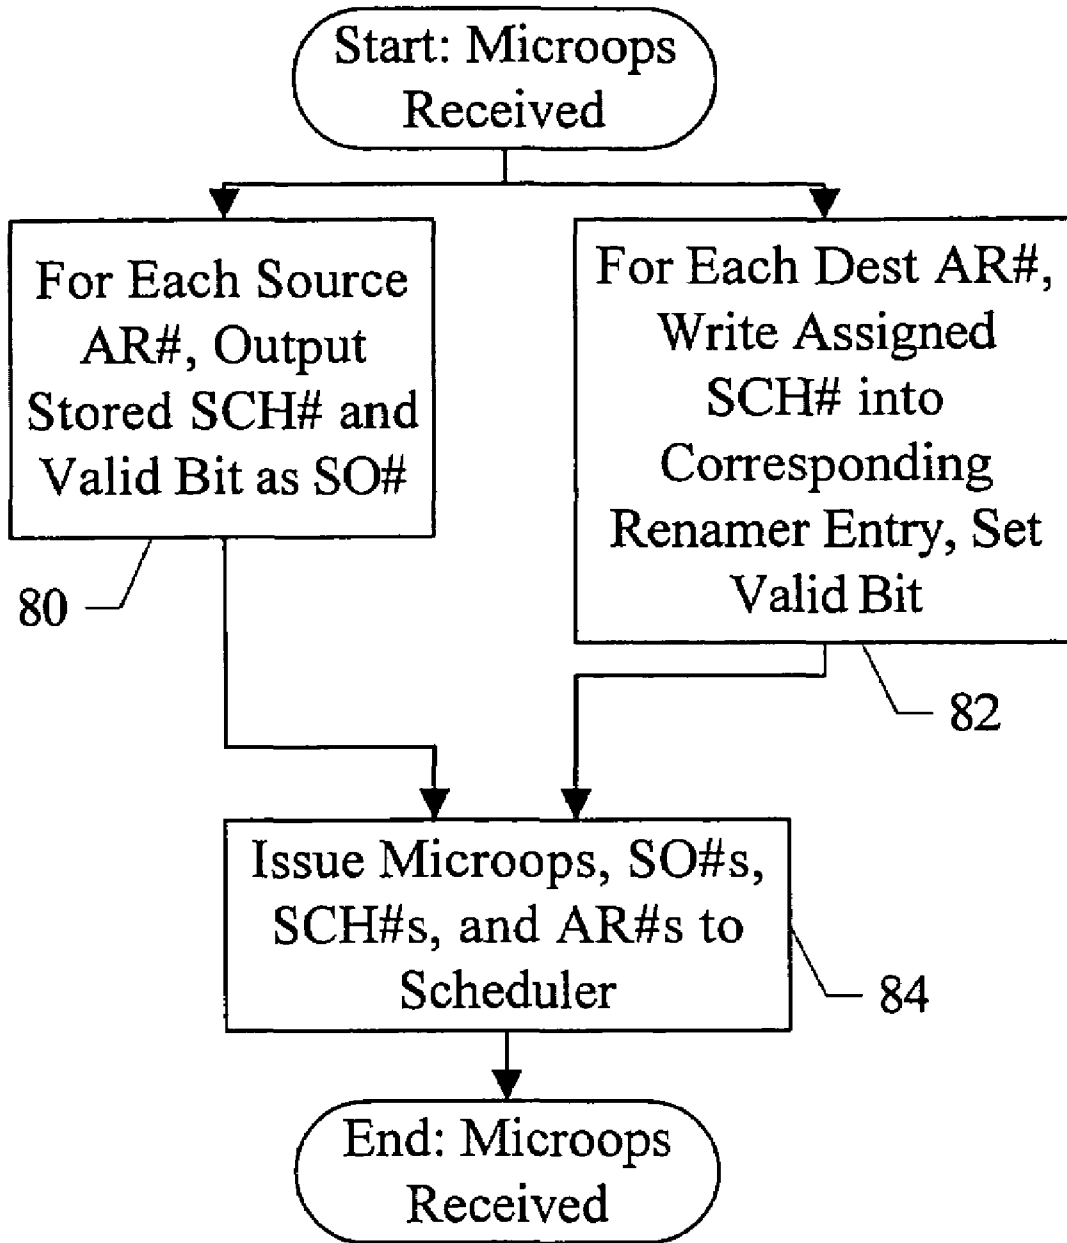 Start: Microops
Received
For Each Source
AR#, Output
Stored SCH# and
Valid Bit as SO#
80
For Each Dest AR#,
Write Assigned
SCH# into
Corresponding
Renamer Entry, Set
Valid Bit
82
Issue Microops, SO#s,
SCH#s, and AR#s to
Scheduler
84
End: Microops
Received